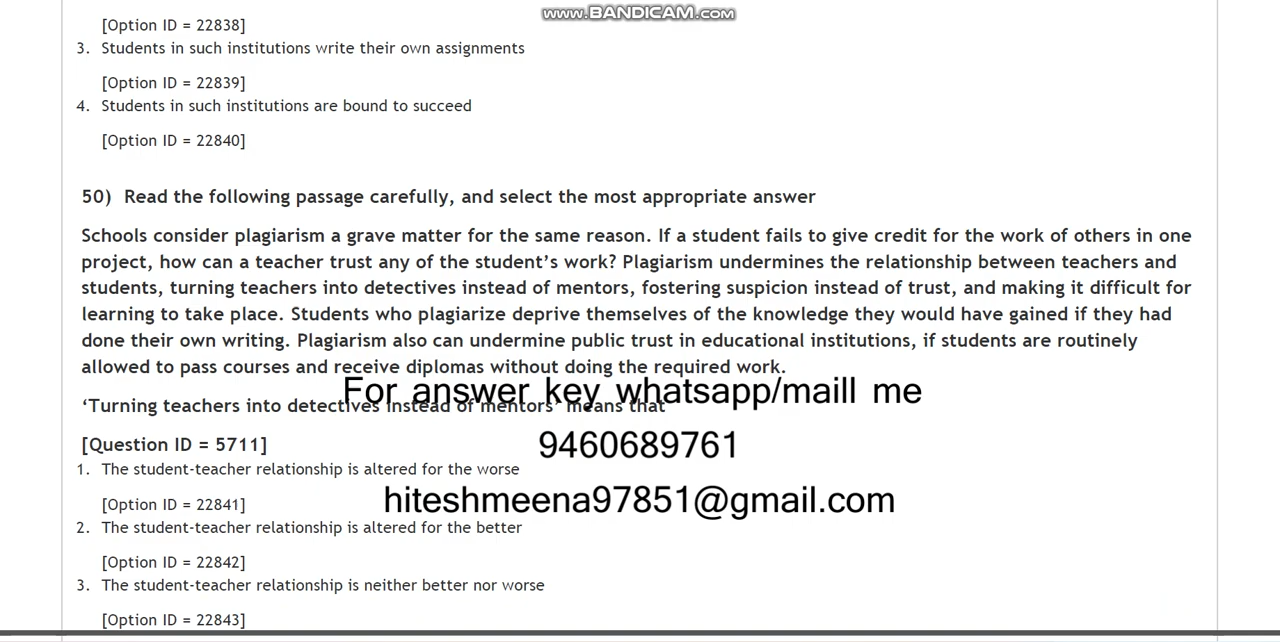 www.BANDICAM.com
[Option ID = 22838]
3. Students in such institutions write their own assignments
[Option ID = 22839]
4. Students in such institutions are bound to succeed
[Option ID = 22840]
50) Read the following passage carefully, and select the most appropriate answer
Schools consider plagiarism a grave matter for the same reason. If a student fails to give credit for the work of others in one
project, how can a teacher trust any of the student's work? Plagiarism undermines the relationship between teachers and
students, turning teachers into detectives instead of mentors, fostering suspicion instead of trust, and making it difficult for
learning to take place. Students who plagiarize deprive themselves of the knowledge they would have gained if they had
done their own writing. Plagiarism also can undermine public trust in educational institutions, if students are routinely
allowed to pass courses and receive diplomas without doing the required work.
For answer key whatsapp/maill me
‘Turning teachers into detectives instead of mentors’ means that
[Question ID = 5711]
9460689761
1. The student-teacher relationship is altered for the worse
[Option ID = 22841]
hiteshmeena97851@gmail.com
2. The student-teacher relationship is altered for the better
[Option ID = 22842]
3. The student-teacher relationship is neither better nor worse
[Option ID = 22843]